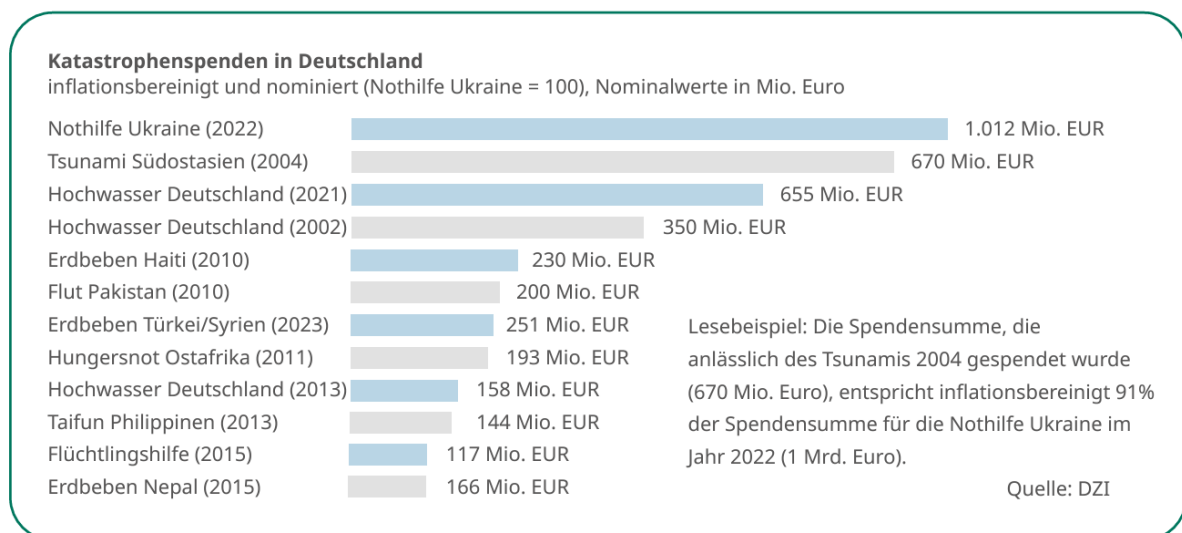 Katastrophenspenden in Deutschland
inflationsbereinigt und nominiert (Nothilfe Ukraine = 100), Nominalwerte in Mio. Euro
Nothilfe Ukraine (2022) 1.012 Mio. EUR
Tsunami Südostasien (2004) 670 Mio. EUR
Hochwasser Deutschland (2021) 655 Mio. EUR
Hochwasser Deutschland (2002) 350 Mio. EUR
Erdbeben Haiti (2010) 230 Mio. EUR
Flut Pakistan (2010) 200 Mio. EUR
Erdbeben Türkei/Syrien (2023) 251 Mio. EUR
Hungersnot Ostafrika (2011) 193 Mio. EUR
Hochwasser Deutschland (2013) 158 Mio. EUR
Taifun Philippinen (2013) 144 Mio. EUR
Flüchtlingshilfe (2015) 117 Mio. EUR
Erdbeben Nepal (2015) 166 Mio. EUR
Lesebeispiel: Die Spendensumme, die
anlässlich des Tsunamis 2004 gespendet wurde
(670 Mio. Euro), entspricht inflationsbereinigt 91%
der Spendensumme für die Nothilfe Ukraine im
Jahr 2022 (1 Mrd. Euro).
Quelle: DZI